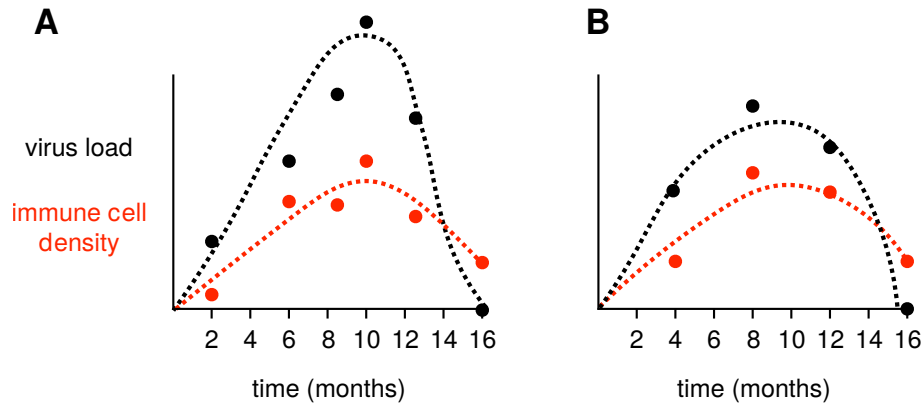 A
B
virus load
immune cell
density
2 4 6 8 10 12 14 16
2 4 6 8 10 12 14 16
time (months)
time (months)